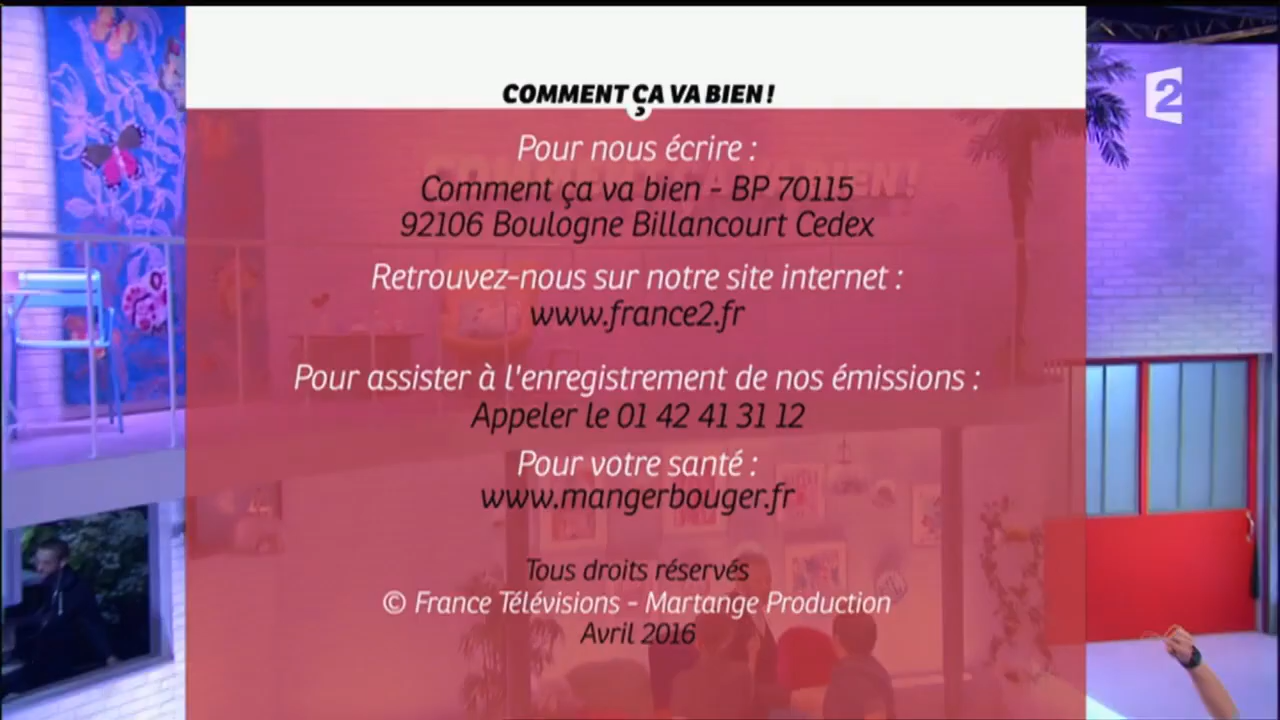 COMMENT ÇA VA BIEN !
2
Pour nous écrire :
Comment ça va bien - BP 70115
92106 Boulogne Billancourt Cedex
Retrouvez-nous sur notre site internet :
www.france2.fr
Pour assister à l'enregistrement de nos émissions :
Appeler le 01 42 41 31 12
Pour votre santé :
www.mangerbouger.fr
Tous droits réservés
© France Télévisions - Martange Production
Avril 2016